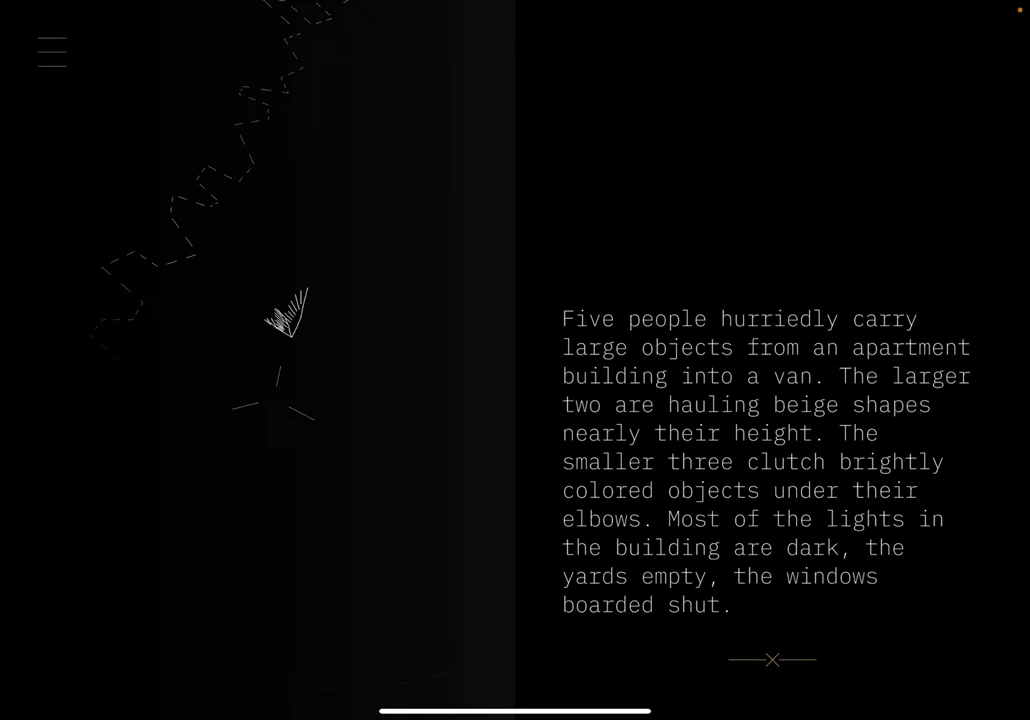 Five people hurriedly carry
large objects from an apartment
building into a van. The larger
two are hauling beige shapes
nearly their height. The
smaller three clutch brightly
colored objects under their
elbows. Most of the lights in
the building are dark, the
yards empty, the windows
boarded shut.